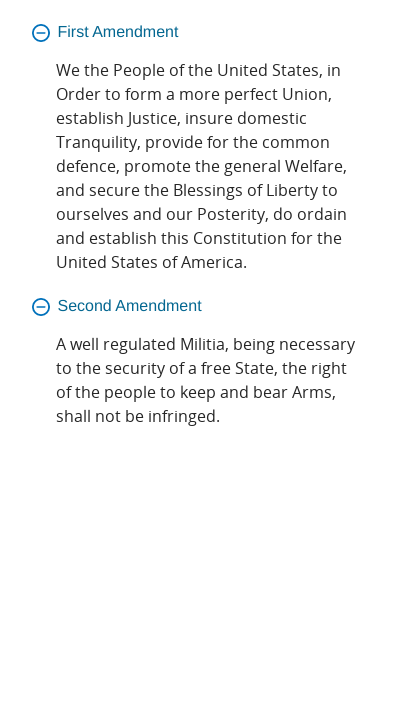 First Amendment
We the People of the United States, in
Order to form a more perfect Union,
establish Justice, insure domestic
Tranquility, provide for the common
defence, promote the general Welfare,
and secure the Blessings of Liberty to
ourselves and our Posterity, do ordain
and establish this Constitution for the
United States of America.
Second Amendment
A well regulated Militia, being necessary
to the security of a free State, the right
of the people to keep and bear Arms,
shall not be infringed.